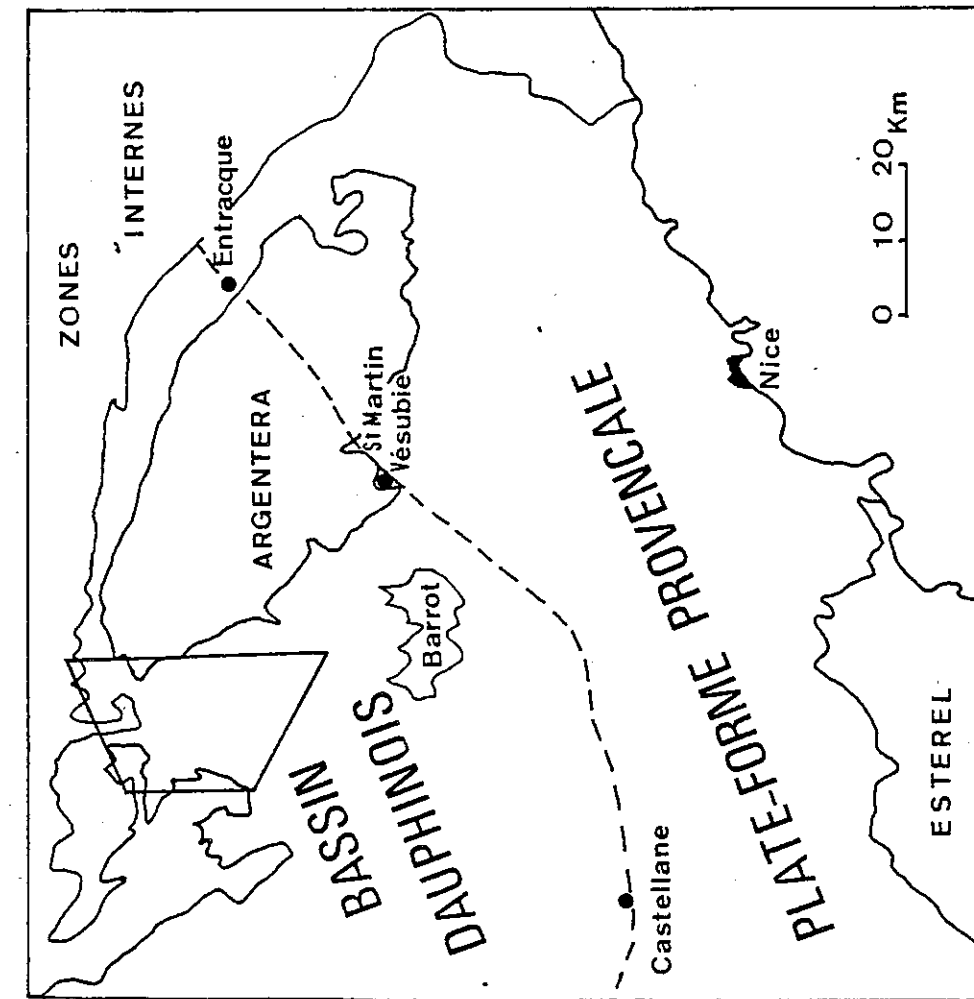 ZONES
INTERNES
Entracque
ARGENTERA
St Martin
Vésubie
Barrot
BASSIN
DAUPHINOIS
PLATE-FORME PROVENCALE
Castellane
Nice
0 10 20 Km
ESTEREL